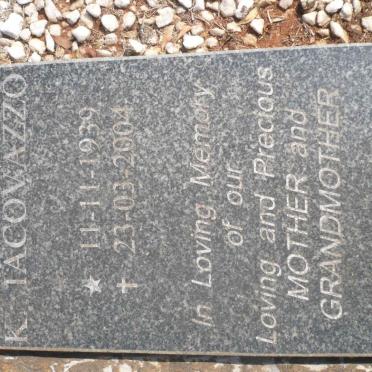 K. IACOVAZZO
* 11-11-1939
+ 23-03-2004
In Loving Memory
of our
Loving and Precious
MOTHER and
GRANDMOTHER